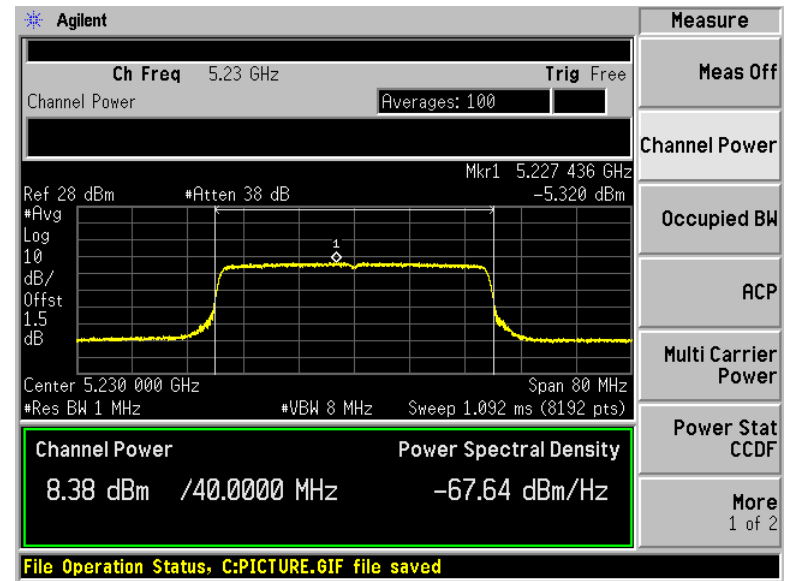 Agilent
Measure
Ch Freq 5.23 GHz Trig Free
Channel Power Averages: 100
Mkr1 5.227 436 GHz
Ref 28 dBm #Atten 38 dB -5.320 dBm
#Avg
Log
10
dB/
Offst
1.5
dB
1
Center 5.230 000 GHz Span 80 MHz
#Res BW 1 MHz #VBW 8 MHz Sweep 1.092 ms (8192 pts)
Channel Power Power Spectral Density
8.38 dBm /40.0000 MHz -67.64 dBm/Hz
File Operation Status, C:PICTURE.GIF file saved
Meas Off
Channel Power
Occupied BW
ACP
Multi Carrier
Power
Power Stat
CCDF
More
1 of 2